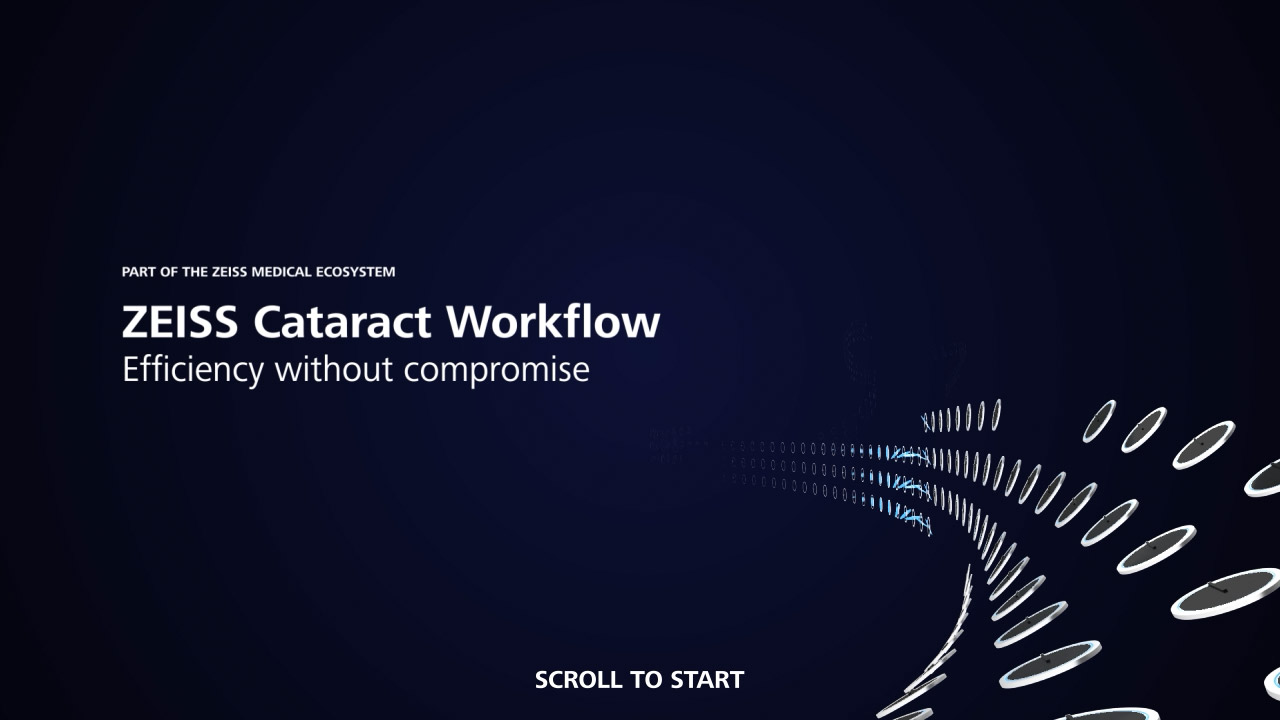 PART OF THE ZEISS MEDICAL ECOSYSTEM
ZEISS Cataract Workflow
Efficiency without compromise
SCROLL TO START